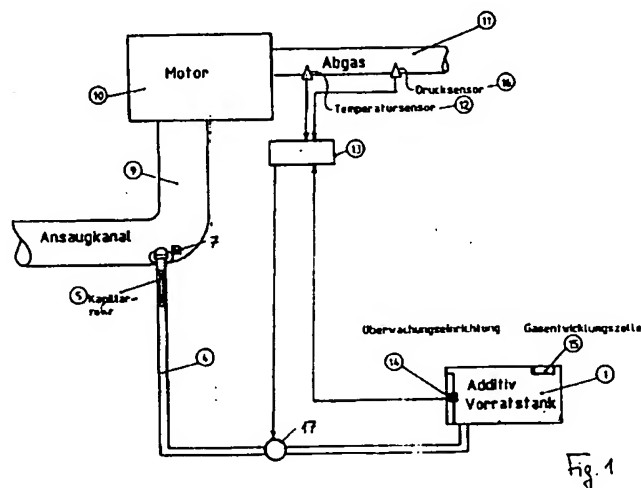 11
Abgas
Motor
10
Drucksensor 16
Temperatursensor 12
13
9
Ansaugkanal
7
5 Kapillar-
rohr
Überwachungseinrichtung
Gasentwicklungszelle
14
15
4
Additiv
Vorratstank
1
17
Fig. 1